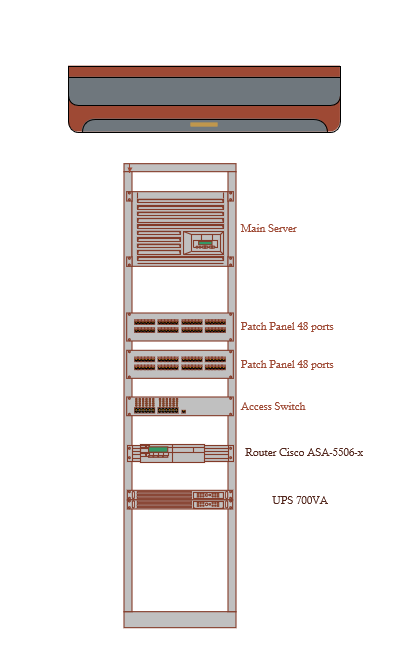 Main Server
Patch Panel 48 ports
Patch Panel 48 ports
Access Switch
Router Cisco ASA-5506-x
UPS 700VA